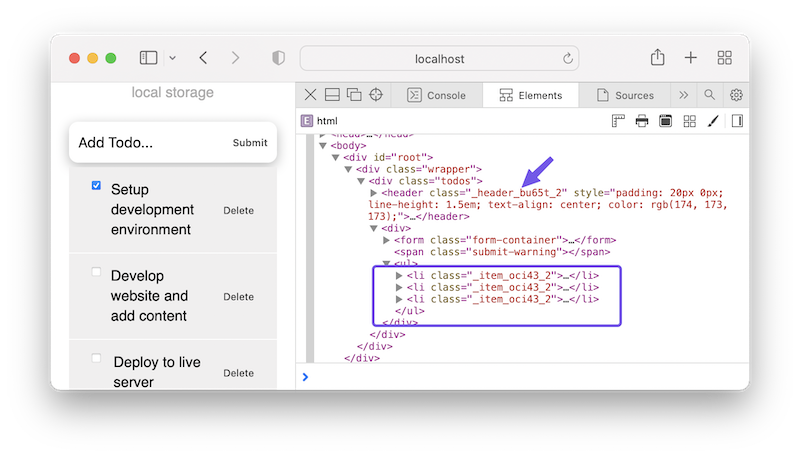 localhost
local storage
Add Todo...
Submit
Setup
development
environment
Delete
Develop
website and
add content
Delete
Deploy to live
server
Delete
Console
Elements
Sources
E html
<head>…</head>
<body>
<div id="root">
<div class="wrapper">
<div class="todos">
<header class="_header_bu65t_2" style="padding: 20px 0px;
line-height: 1.5em; text-align: center; color: rgb(174, 173,
173);">…</header>
<div>
<form class="form-container">…</form>
<span class="submit-warning"></span>
<ul>
<li class="_item_oci43_2">…</li>
<li class="_item_oci43_2">…</li>
<li class="_item_oci43_2">…</li>
</ul>
</div>
</div>
</div>
</div>